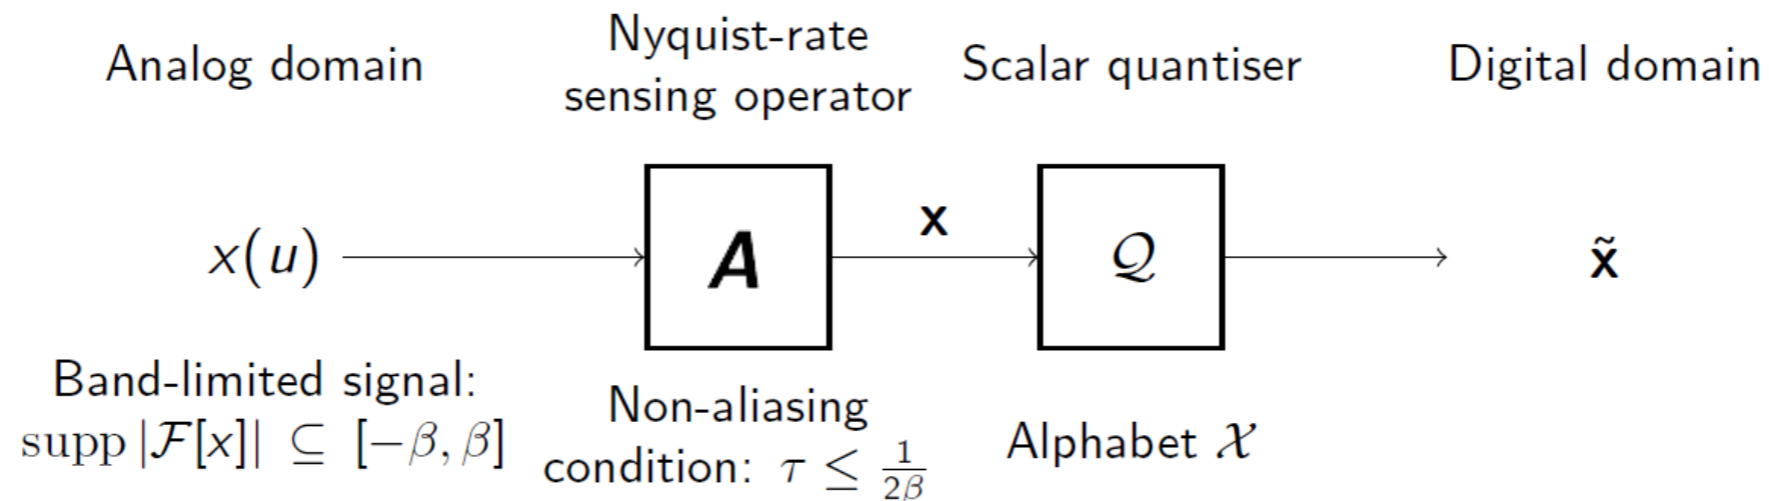 Analog domain
Nyquist-rate
sensing operator
Scalar quantiser
Digital domain
x(u)
A
x
𝒬
x̃
Band-limited signal:
supp |ℱ[x]| ⊆ [−β, β]
Non-aliasing
condition: τ ≤ 1/2β
Alphabet 𝒳